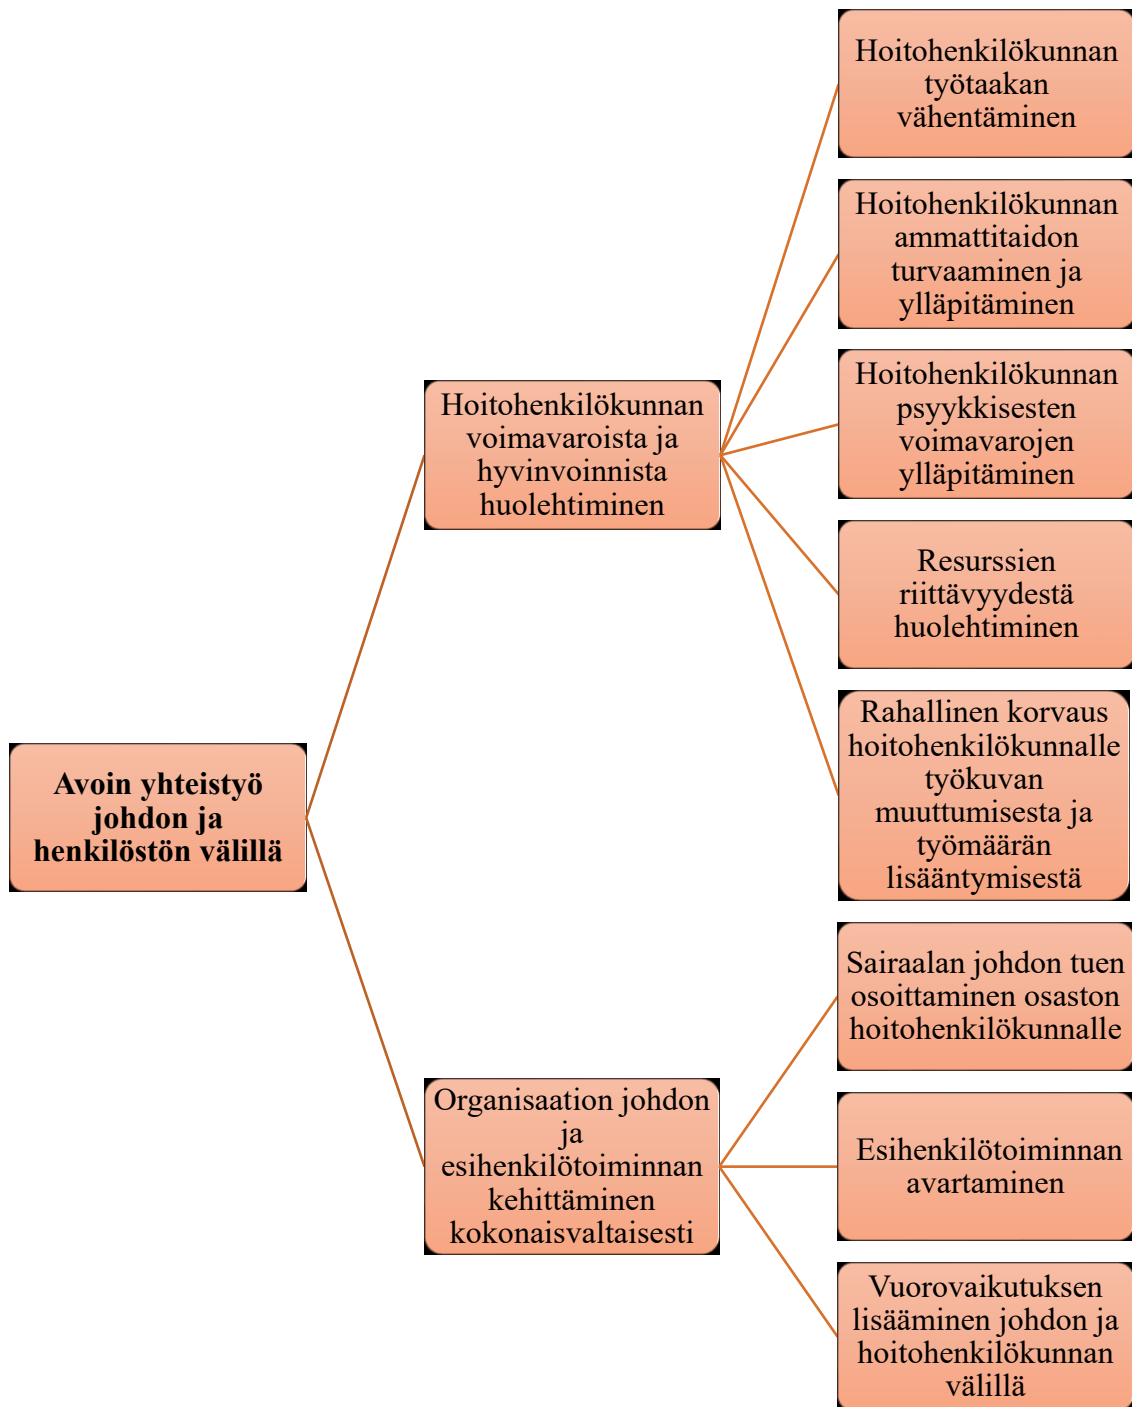 Hoitohenkilökunnan
työtaakan
vähentäminen
Hoitohenkilökunnan
ammattitaidon
turvaaminen ja
ylläpitäminen
Hoitohenkilökunnan
psyykkisesten
voimavarojen
ylläpitäminen
Hoitohenkilökunnan
voimavaroista ja
hyvinvoinnista
huolehtiminen
Resurssien
riittävyydestä
huolehtiminen
Rahallinen korvaus
hoitohenkilökunnalle
työkuvan
muuttumisesta ja
työmäärän
lisääntymisestä
Avoin yhteistyö
johdon ja
henkilöstön välillä
Sairaalan johdon tuen
osoittaminen osaston
hoitohenkilökunnalle
Organisaation johdon
ja
esihenkilötoiminnan
kehittäminen
kokonaisvaltaisesti
Esihenkilötoiminnan
avartaminen
Vuorovaikutuksen
lisääminen johdon ja
hoitohenkilökunnan
välillä